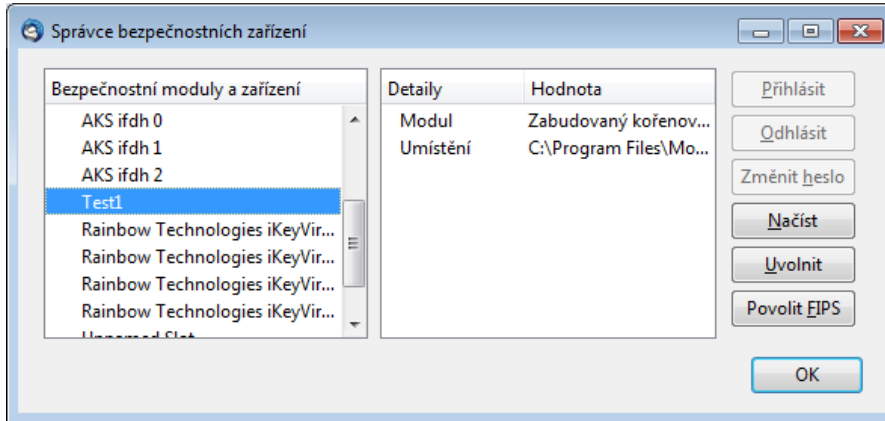 Správce bezpečnostních zařízení
Bezpečnostní moduly a zařízení
AKS ifdh 0
AKS ifdh 1
AKS ifdh 2
Test1
Rainbow Technologies iKeyVir...
Rainbow Technologies iKeyVir...
Rainbow Technologies iKeyVir...
Rainbow Technologies iKeyVir...
Unnamed Slot
Detaily Hodnota
Modul Zabudovaný kořenov...
Umístění C:\Program Files\Mo...
Přihlásit
Odhlásit
Změnit heslo
Načíst
Uvolnit
Povolit FIPS
OK